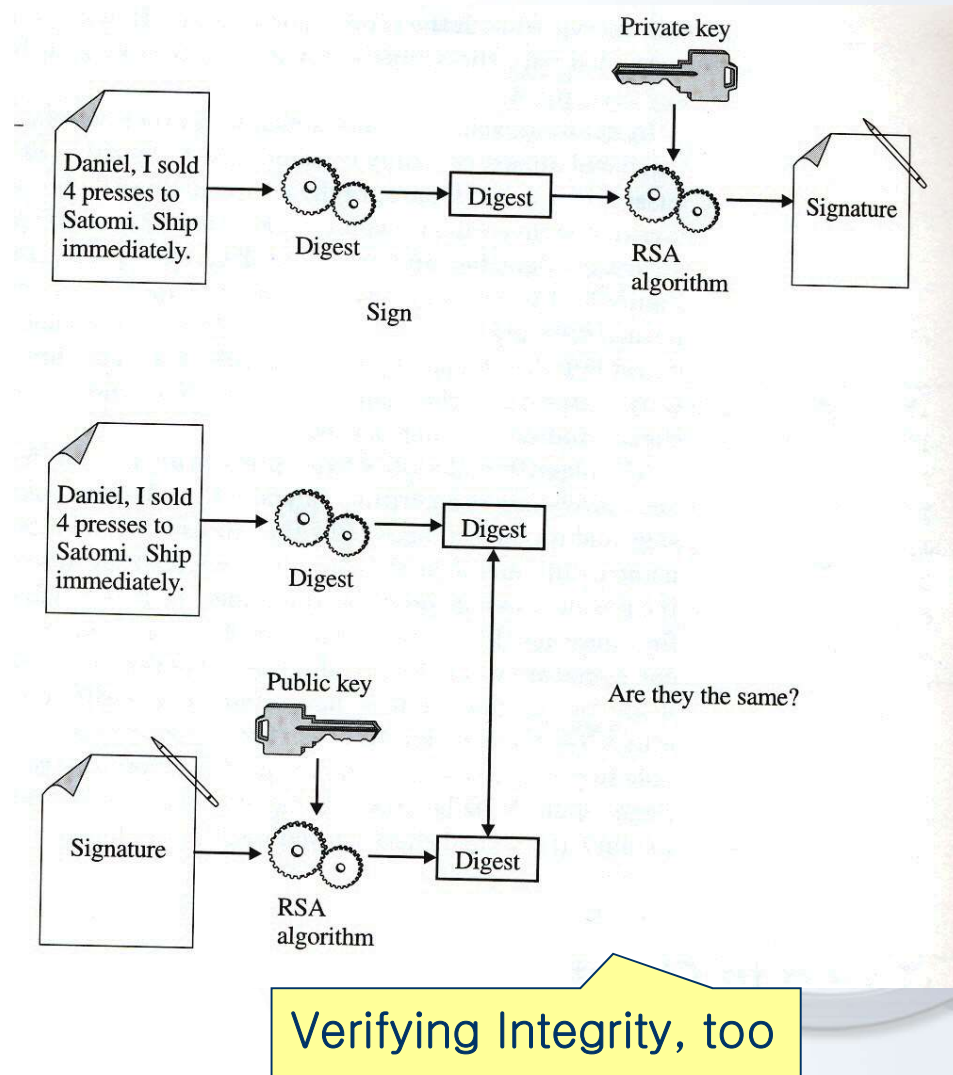 Private key
Daniel, I sold
4 presses to
Satomi. Ship
immediately.
Digest
Digest
RSA
algorithm
Signature
Sign
Daniel, I sold
4 presses to
Satomi. Ship
immediately.
Digest
Digest
Public key
Are they the same?
Signature
RSA
algorithm
Digest
Verifying Integrity, too